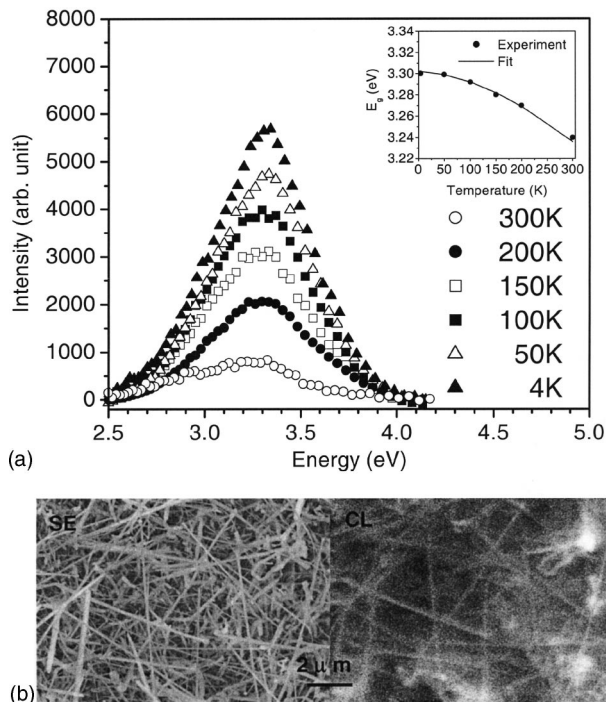 8000
7000
6000
5000
4000
3000
2000
1000
0
Intensity (arb. unit)
2.5 3.0 3.5 4.0 4.5 5.0
Energy (eV)
3.34
3.32
3.30
3.28
3.26
3.24
3.22
E_g (eV)
Experiment
Fit
0 50 100 150 200 250 300
Temperature (K)
300K
200K
150K
100K
50K
4K
(a)
SE
CL
2 μm
(b)